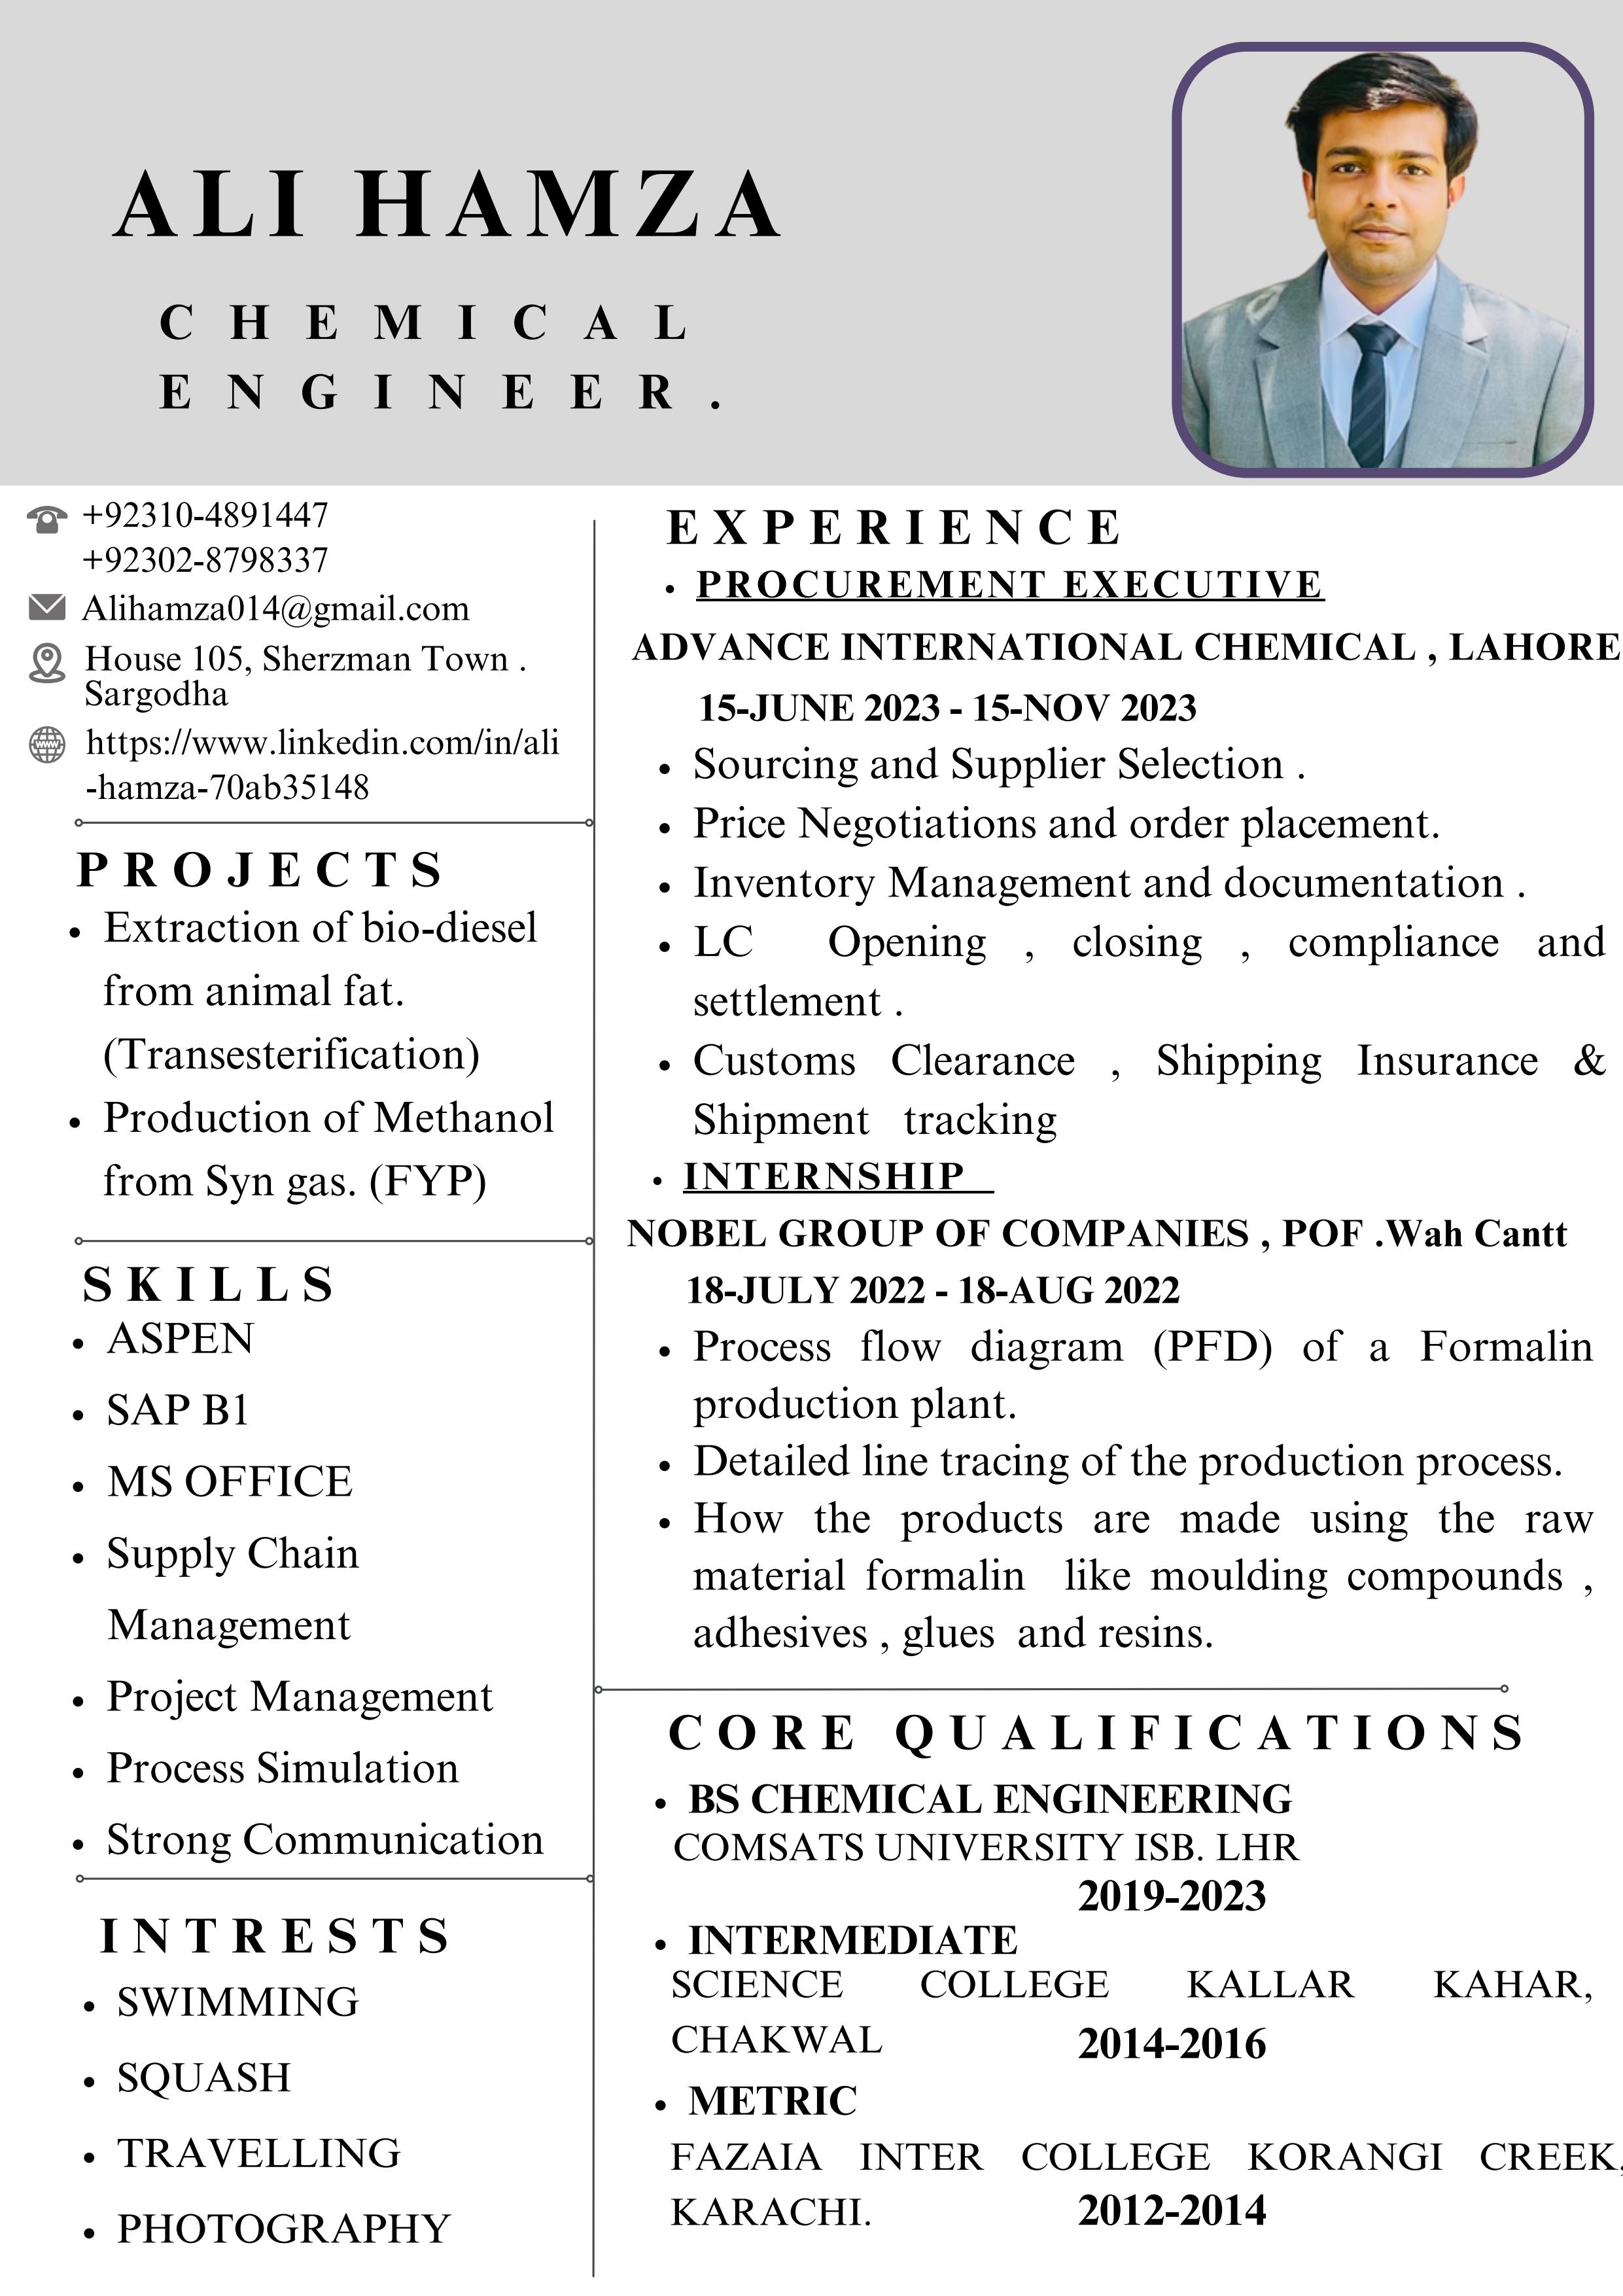 ALI HAMZA
CHEMICAL
ENGINEER.
+92310-4891447
+92302-8798337
Alihamza014@gmail.com
House 105, Sherzman Town .
Sargodha
www
https://www.linkedin.com/in/ali
-hamza-70ab35148
PROJECTS
• Extraction of bio-diesel
from animal fat.
(Transesterification)
• Production of Methanol
from Syn gas. (FYP)
SKILLS
• ASPEN
• SAP B1
• MS OFFICE
• Supply Chain
Management
• Project Management
• Process Simulation
• Strong Communication
INTRESTS
• SWIMMING
• SQUASH
• TRAVELLING
• PHOTOGRAPHY
EXPERIENCE
• PROCUREMENT EXECUTIVE
ADVANCE INTERNATIONAL CHEMICAL , LAHORE
15-JUNE 2023 - 15-NOV 2023
• Sourcing and Supplier Selection .
• Price Negotiations and order placement.
• Inventory Management and documentation .
• LC Opening , closing , compliance and
settlement .
• Customs Clearance , Shipping Insurance &
Shipment tracking
• INTERNSHIP
NOBEL GROUP OF COMPANIES , POF .Wah Cantt
18-JULY 2022 - 18-AUG 2022
• Process flow diagram (PFD) of a Formalin
production plant.
• Detailed line tracing of the production process.
• How the products are made using the raw
material formalin like moulding compounds ,
adhesives , glues and resins.
CORE QUALIFICATIONS
• BS CHEMICAL ENGINEERING
COMSATS UNIVERSITY ISB. LHR
2019-2023
• INTERMEDIATE
SCIENCE COLLEGE KALLAR KAHAR,
CHAKWAL 2014-2016
• METRIC
FAZAIA INTER COLLEGE KORANGI CREEK,
KARACHI. 2012-2014